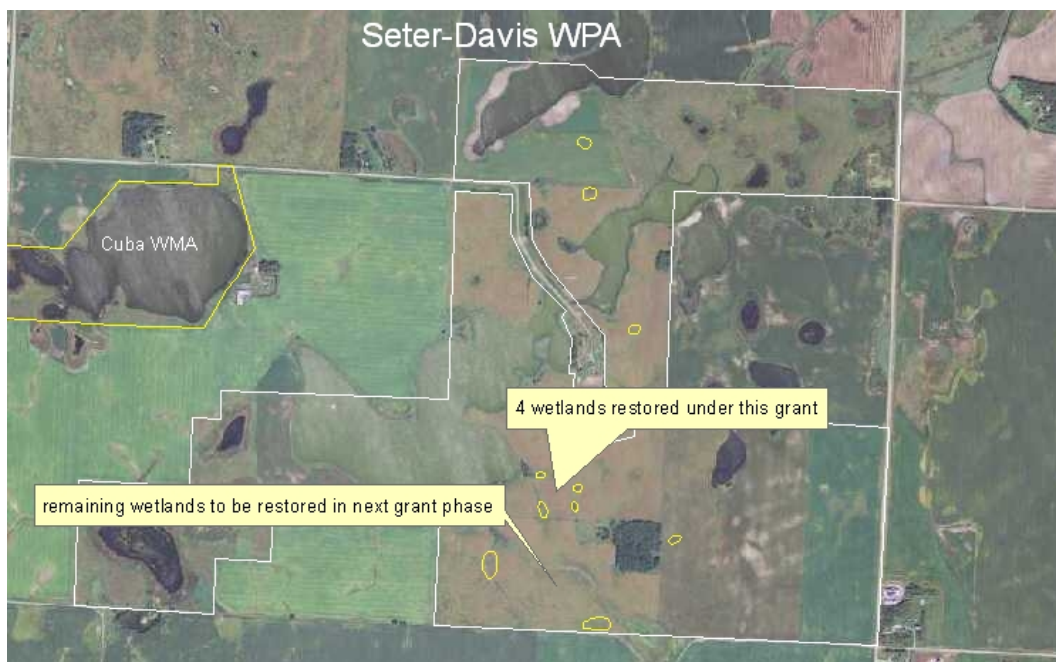 Seter-Davis WPA
Cuba WMA
4 wetlands restored under this grant
remaining wetlands to be restored in next grant phase